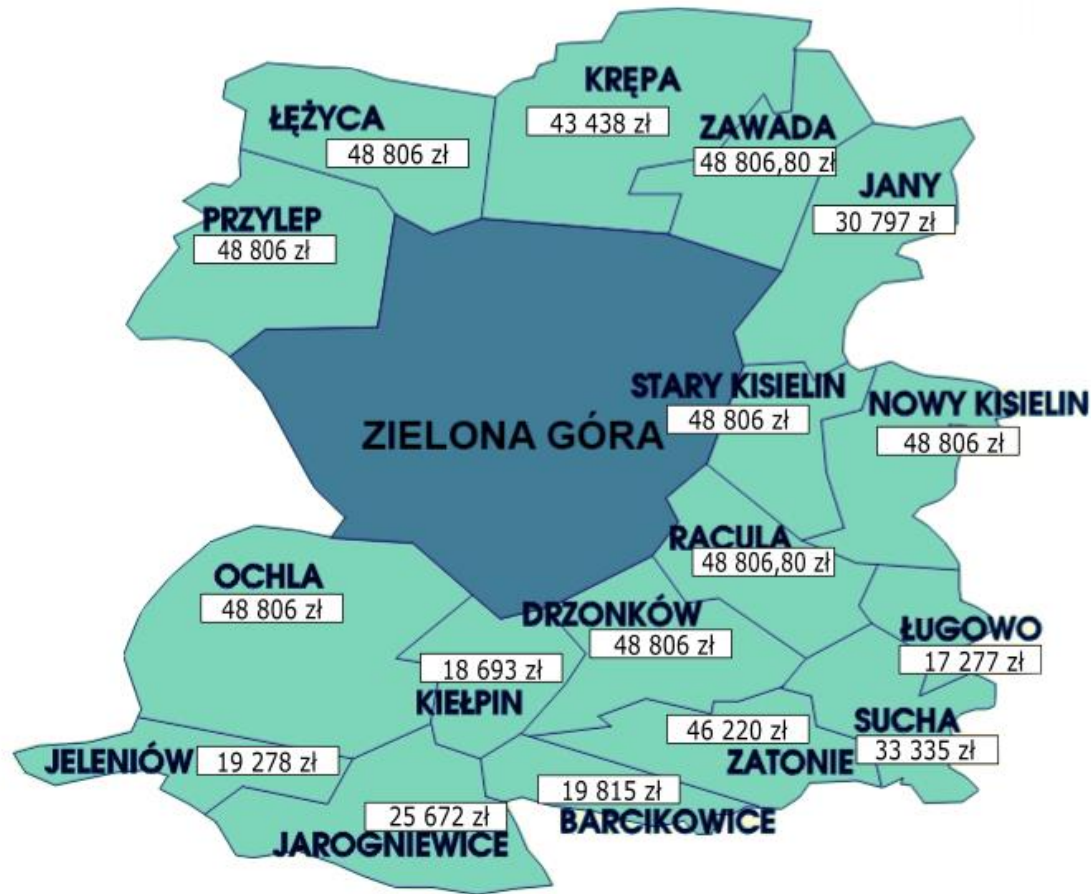 KRĘPA
43 438 zł
ŁĘŻYCA
48 806 zł
ZAWADA
48 806,80 zł
JANY
30 797 zł
PRZYLEP
48 806 zł
STARY KISIELIN
48 806 zł
NOWY KISIELIN
48 806 zł
ZIELONA GÓRA
RACULA
48 806,80 zł
OCHLA
48 806 zł
DRZONKÓW
48 806 zł
ŁUGOWO
17 277 zł
18 693 zł
KIEŁPIN
46 220 zł
ZATONIE
SUCHA
33 335 zł
JELENIÓW
19 278 zł
19 815 zł
BARCIKOWICE
25 672 zł
JAROGNIEWICE